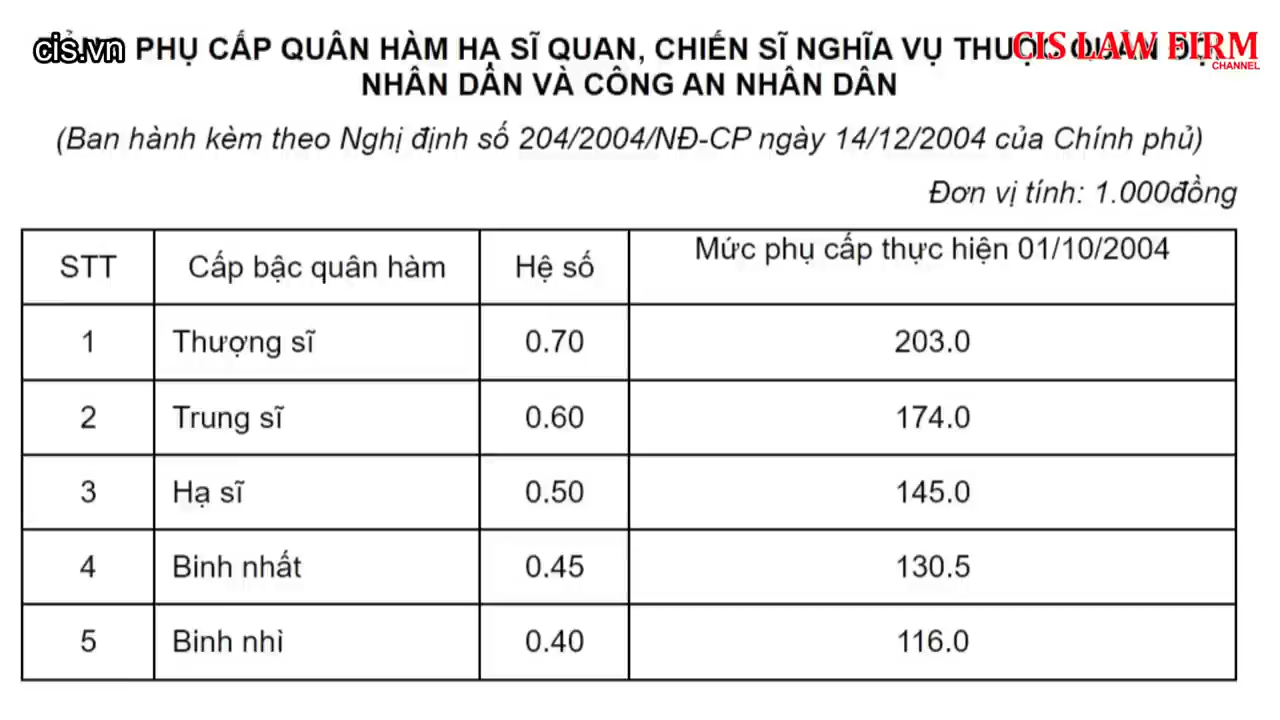 cis.vn PHỤ CẤP QUÂN HÀM HẠ SĨ QUAN, CHIẾN SĨ NGHĨA VỤ THUỘC QUÂN ĐỘI
CIS LAW FIRM
CHANNEL
NHÂN DÂN VÀ CÔNG AN NHÂN DÂN
(Ban hành kèm theo Nghị định số 204/2004/NĐ-CP ngày 14/12/2004 của Chính phủ)
Đơn vị tính: 1.000đồng
STT Cấp bậc quân hàm Hệ số Mức phụ cấp thực hiện 01/10/2004
1 Thượng sĩ 0.70 203.0
2 Trung sĩ 0.60 174.0
3 Hạ sĩ 0.50 145.0
4 Binh nhất 0.45 130.5
5 Binh nhì 0.40 116.0